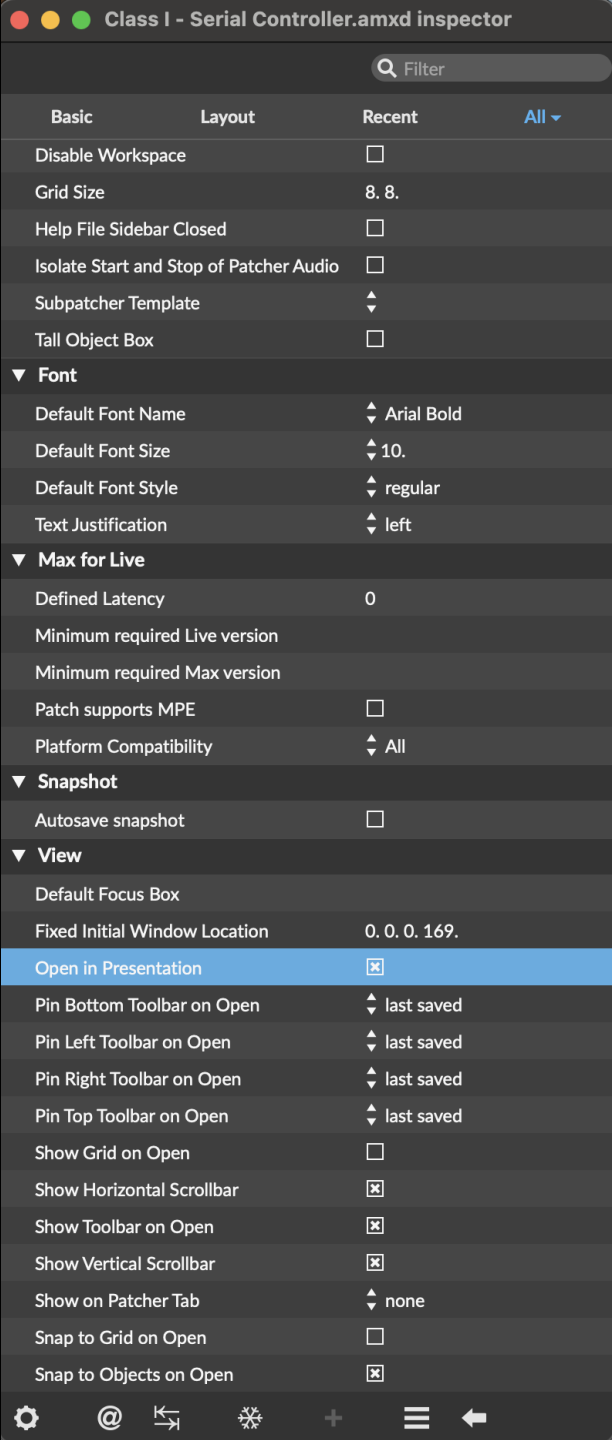 Class I - Serial Controller.amxd inspector
Filter
Basic Layout Recent All
Disable Workspace
Grid Size 8. 8.
Help File Sidebar Closed
Isolate Start and Stop of Patcher Audio
Subpatcher Template
Tall Object Box
Font
Default Font Name Arial Bold
Default Font Size 10.
Default Font Style regular
Text Justification left
Max for Live
Defined Latency 0
Minimum required Live version
Minimum required Max version
Patch supports MPE
Platform Compatibility All
Snapshot
Autosave snapshot
View
Default Focus Box
Fixed Initial Window Location 0. 0. 0. 169.
Open in Presentation
Pin Bottom Toolbar on Open last saved
Pin Left Toolbar on Open last saved
Pin Right Toolbar on Open last saved
Pin Top Toolbar on Open last saved
Show Grid on Open
Show Horizontal Scrollbar
Show Toolbar on Open
Show Vertical Scrollbar
Show on Patcher Tab none
Snap to Grid on Open
Snap to Objects on Open